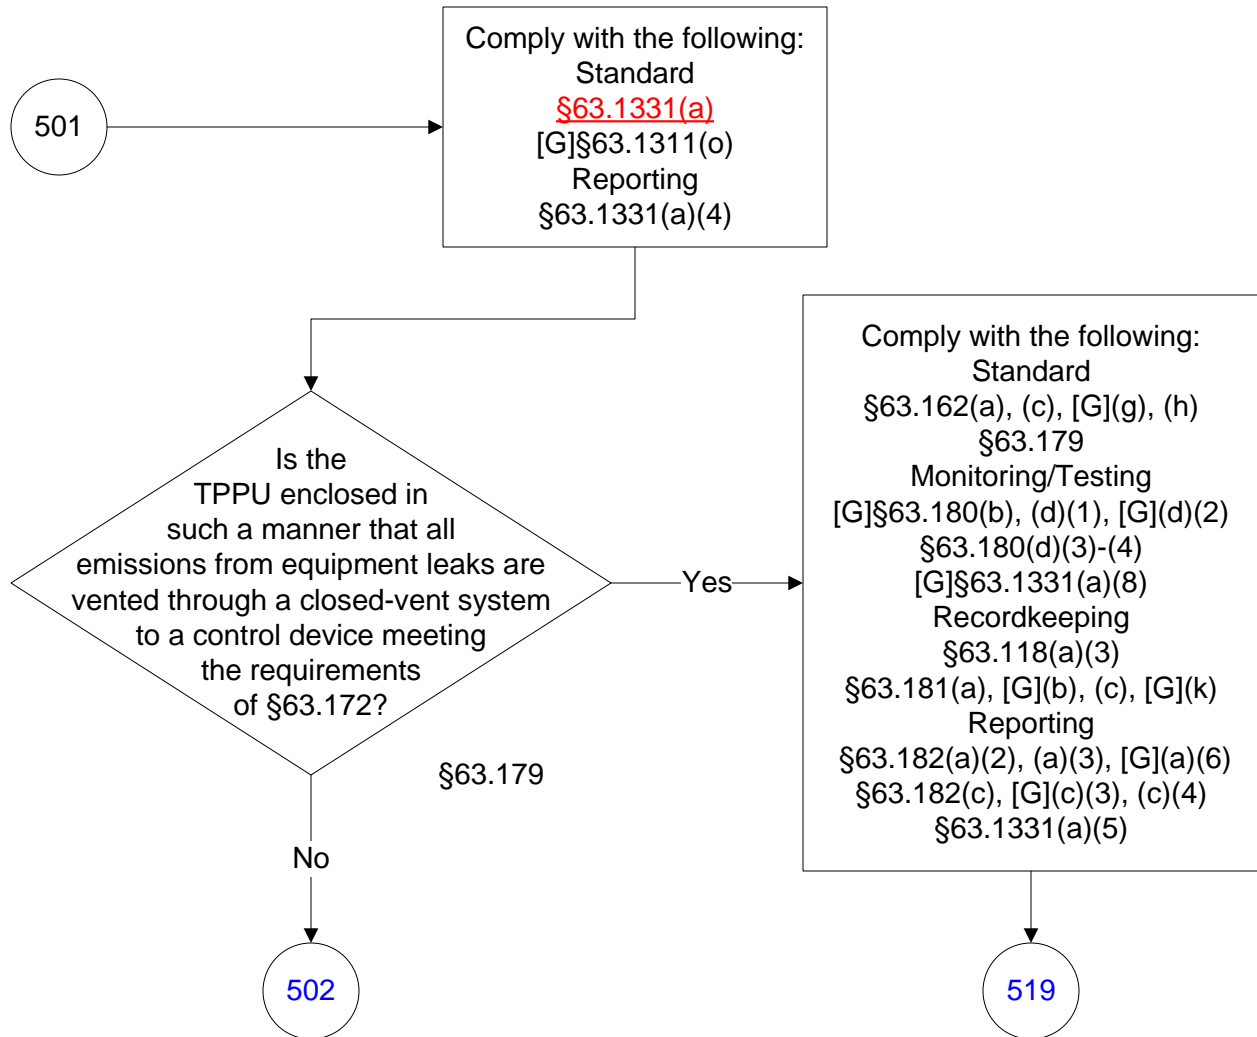 501
Comply with the following:
Standard
§63.1331(a)
[G]§63.1311(o)
Reporting
§63.1331(a)(4)
Is the
TPPU enclosed in
such a manner that all
emissions from equipment leaks are
vented through a closed-vent system
to a control device meeting
the requirements
of §63.172?
§63.179
Yes
Comply with the following:
Standard
§63.162(a), (c), [G](g), (h)
§63.179
Monitoring/Testing
[G]§63.180(b), (d)(1), [G](d)(2)
§63.180(d)(3)-(4)
[G]§63.1331(a)(8)
Recordkeeping
§63.118(a)(3)
§63.181(a), [G](b), (c), [G](k)
Reporting
§63.182(a)(2), (a)(3), [G](a)(6)
§63.182(c), [G](c)(3), (c)(4)
§63.1331(a)(5)
No
502
519